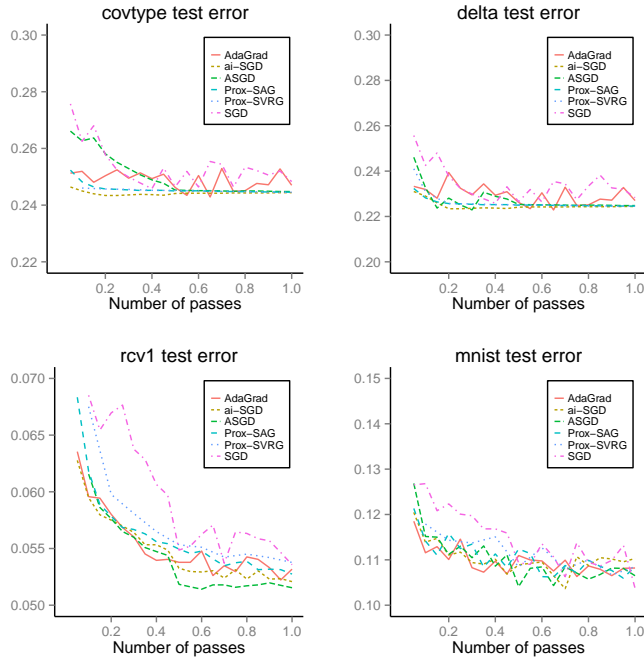 covtype test error
0.30
0.28
0.26
0.24
0.22
AdaGrad
ai−SGD
ASGD
Prox−SAG
Prox−SVRG
SGD
0.2 0.4 0.6 0.8 1.0
Number of passes
delta test error
0.30
0.28
0.26
0.24
0.22
0.20
AdaGrad
ai−SGD
ASGD
Prox−SAG
Prox−SVRG
SGD
0.2 0.4 0.6 0.8 1.0
Number of passes
rcv1 test error
0.070
0.065
0.060
0.055
0.050
AdaGrad
ai−SGD
ASGD
Prox−SAG
Prox−SVRG
SGD
0.2 0.4 0.6 0.8 1.0
Number of passes
mnist test error
0.15
0.14
0.13
0.12
0.11
0.10
AdaGrad
ai−SGD
ASGD
Prox−SAG
Prox−SVRG
SGD
0.2 0.4 0.6 0.8 1.0
Number of passes